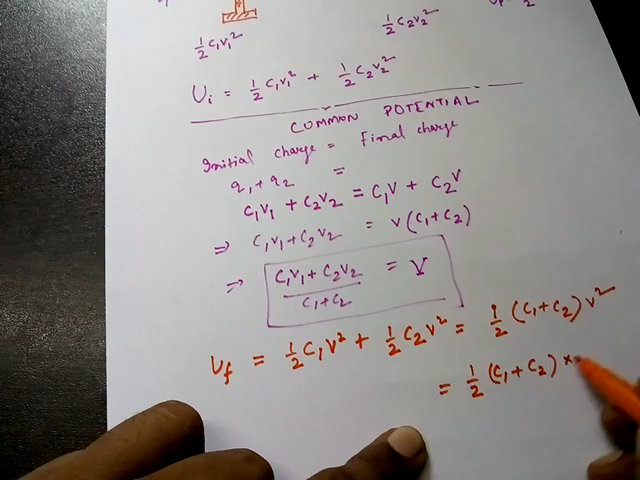 ½C₁V₁² ½C₂V₂²
Uᵢ = ½C₁V₁² + ½C₂V₂²
COMMON POTENTIAL
Initial charge = Final charge
q₁ + q₂ =
C₁V₁ + C₂V₂ = C₁V + C₂V
⇒ C₁V₁ + C₂V₂ = V(C₁+C₂)
⇒ (C₁V₁ + C₂V₂)/(C₁+C₂) = V
U_f = ½C₁V² + ½C₂V² = ½(C₁+C₂)V²
= ½(C₁+C₂) ×